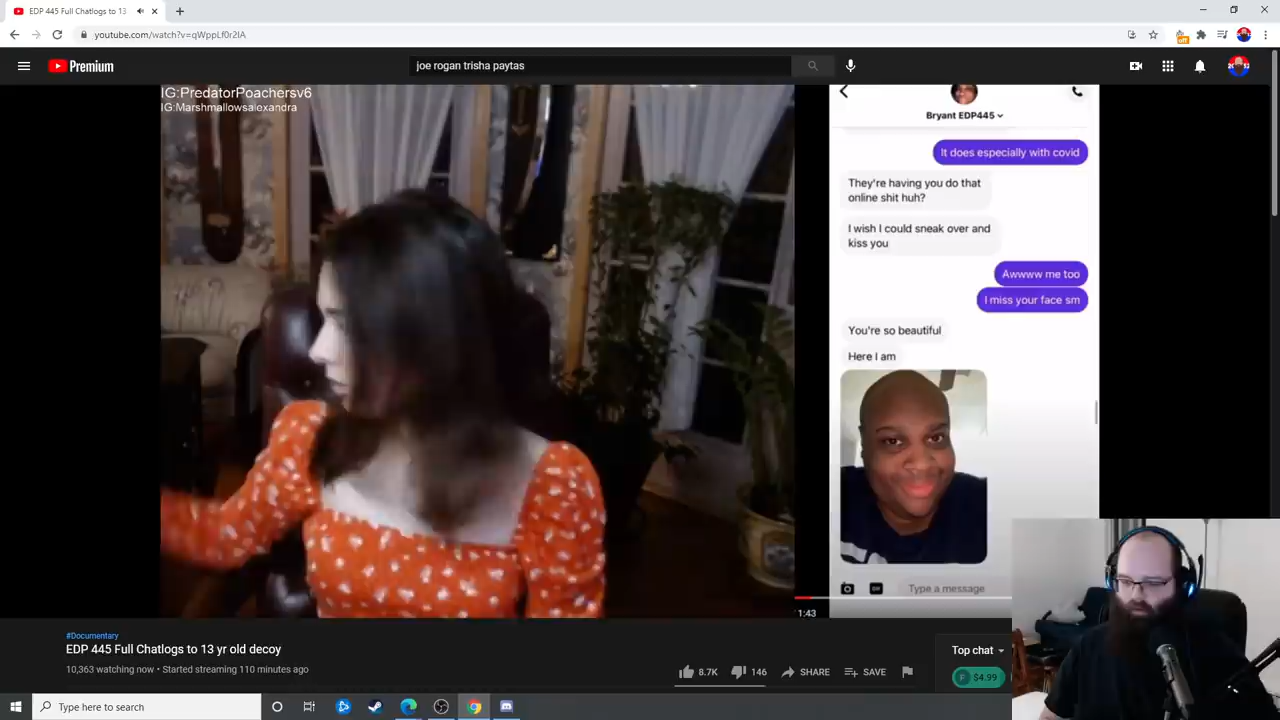 EDP 445 Full Chatlogs to 13
youtube.com/watch?v=qWppLf0r2lA
off
Premium
joe rogan trisha paytas
IG:PredatorPoachersv6
IG:Marshmallowsalexandra
Bryant EDP445
It does especially with covid
They're having you do that
online shit huh?
I wish I could sneak over and
kiss you
Awwww me too
I miss your face sm
You're so beautiful
Here I am
Type a message
1:43
#Documentary
EDP 445 Full Chatlogs to 13 yr old decoy
10,363 watching now • Started streaming 110 minutes ago
8.7K
146
SHARE
SAVE
Top chat
F $4.99
Type here to search